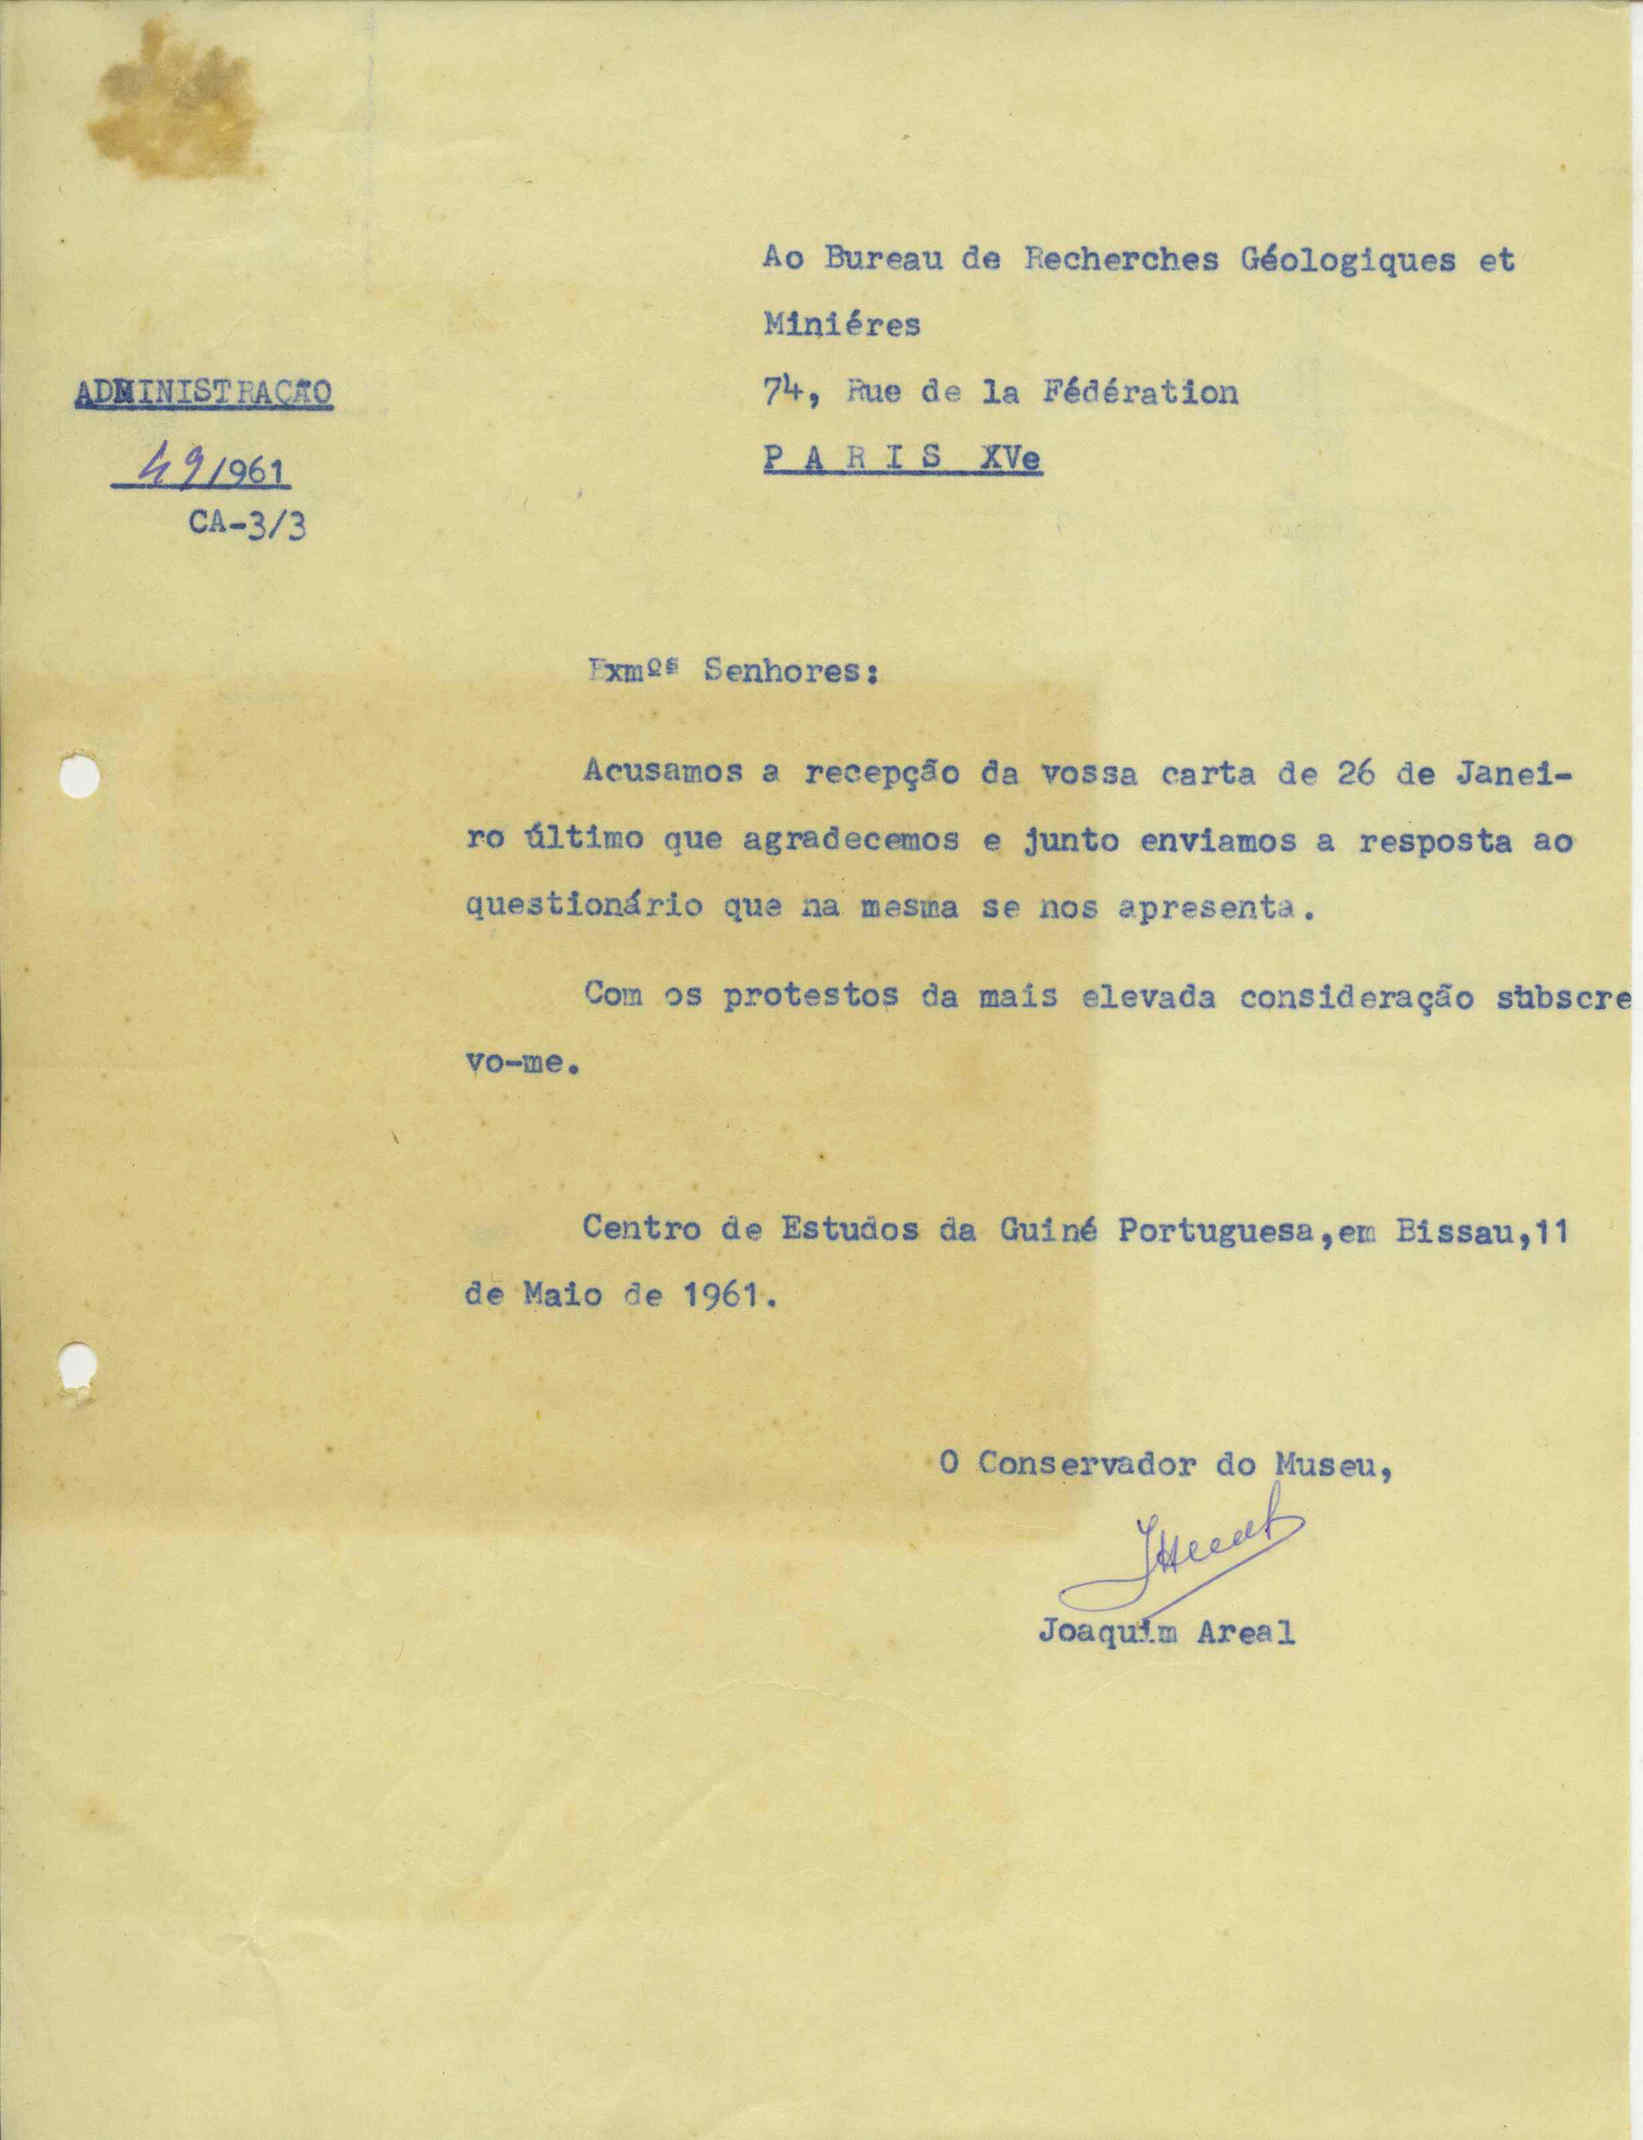 Ao Bureau de Recherches Géologiques et
Miniéres
ADMINISTRAÇÃO
74, Rue de la Fédération
49/1961
PARIS XVe
CA-3/3
Exmºs Senhores:
Acusamos a recepção da vossa carta de 26 de Janei-
ro último que agradecemos e junto enviamos a resposta ao
questionário que na mesma se nos apresenta.
Com os protestos da mais elevada consideração subscre
vo-me.
Centro de Estudos da Guiné Portuguesa,em Bissau,11
de Maio de 1961.
O Conservador do Museu,
Joaquim Areal